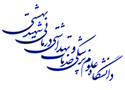 دانشگاه علوم پزشکی و خدمات بهداشتی درمانی شهید بهشتی